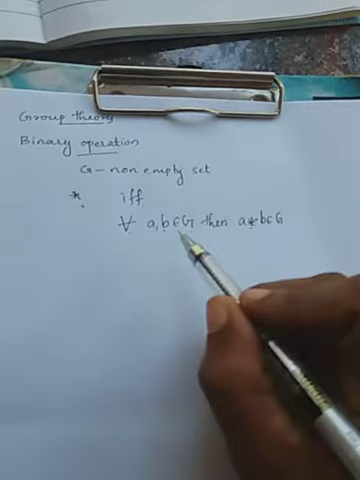 Group theory
Binary operation
G - non empty set
* iff
∀ a, b ∈ G then a * b ∈ G